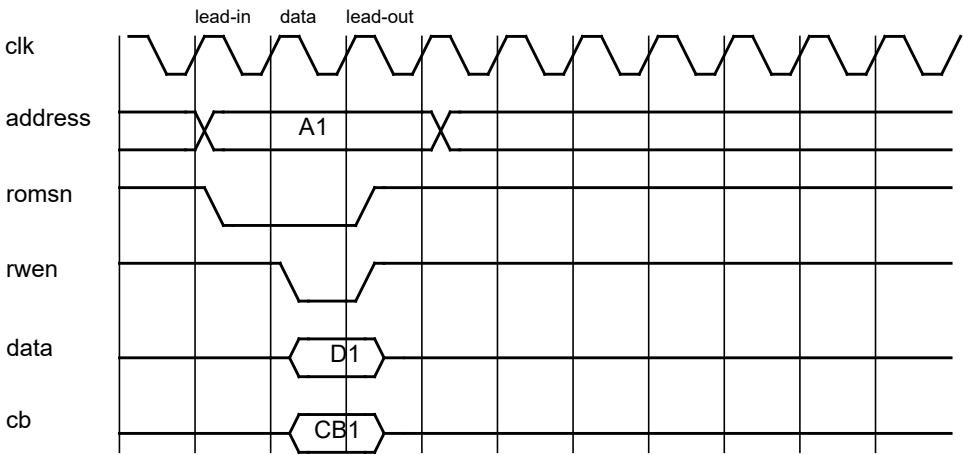 lead-in data lead-out
clk
address A1
romsn
rwen
data D1
cb CB1